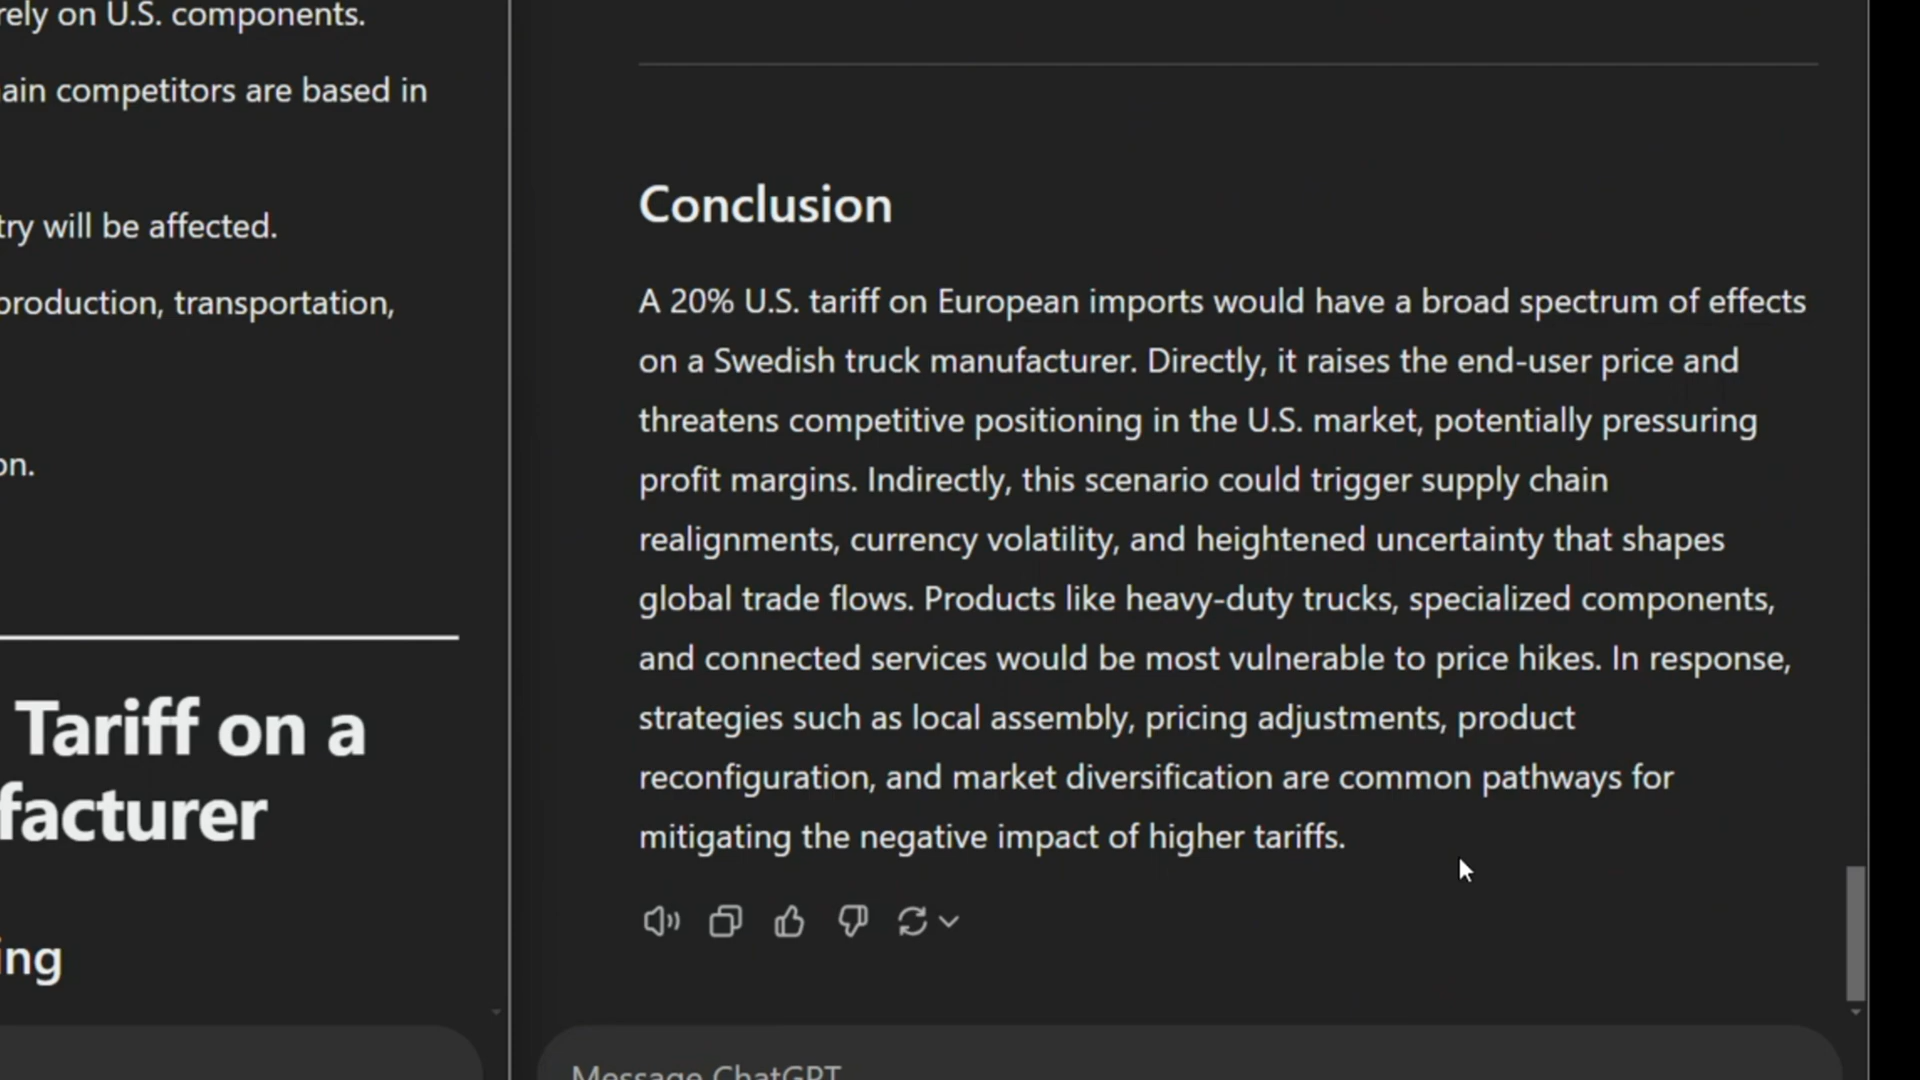 rely on U.S. components.
ain competitors are based in
try will be affected.
production, transportation,
on.
Tariff on a
facturer
ing
Conclusion
A 20% U.S. tariff on European imports would have a broad spectrum of effects
on a Swedish truck manufacturer. Directly, it raises the end-user price and
threatens competitive positioning in the U.S. market, potentially pressuring
profit margins. Indirectly, this scenario could trigger supply chain
realignments, currency volatility, and heightened uncertainty that shapes
global trade flows. Products like heavy-duty trucks, specialized components,
and connected services would be most vulnerable to price hikes. In response,
strategies such as local assembly, pricing adjustments, product
reconfiguration, and market diversification are common pathways for
mitigating the negative impact of higher tariffs.
Message ChatGPT